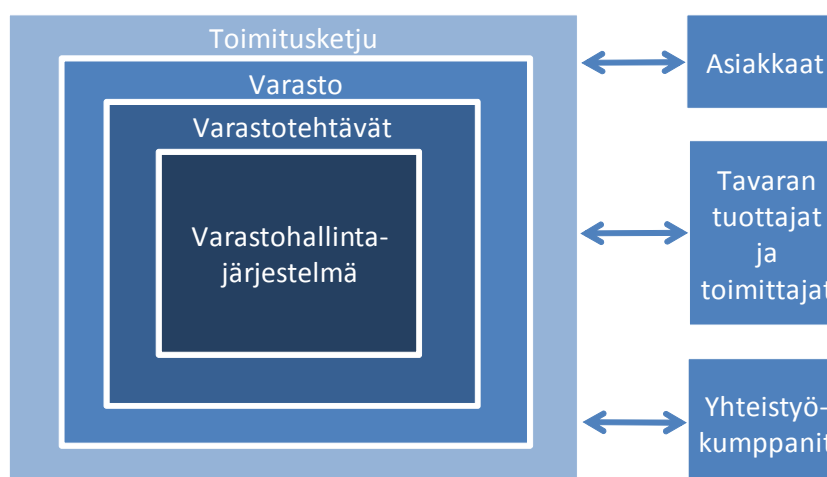 Toimitusketju
Varasto
Varastotehtävät
Varastohallinta-
järjestelmä
Asiakkaat
Tavaran
tuottajat
ja
toimittajat
Yhteistyö-
kumppanit